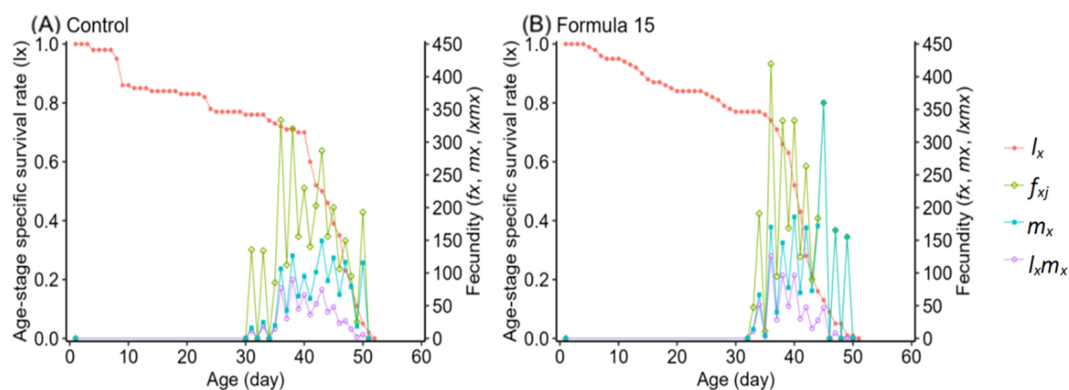 (A) Control
Age-stage specific survival rate (lx)
1.0
0.8
0.6
0.4
0.2
0.0
0 10 20 30 40 50 60
Age (day)
450
400
350
300
250
200
150
100
50
0
Fecundity (fx, mx, lxmx)
(B) Formula 15
Age-stage specific survival rate (lx)
1.0
0.8
0.6
0.4
0.2
0.0
0 10 20 30 40 50 60
Age (day)
450
400
350
300
250
200
150
100
50
0
Fecundity (fx, mx, lxmx)
lx
fxj
mx
lxmx